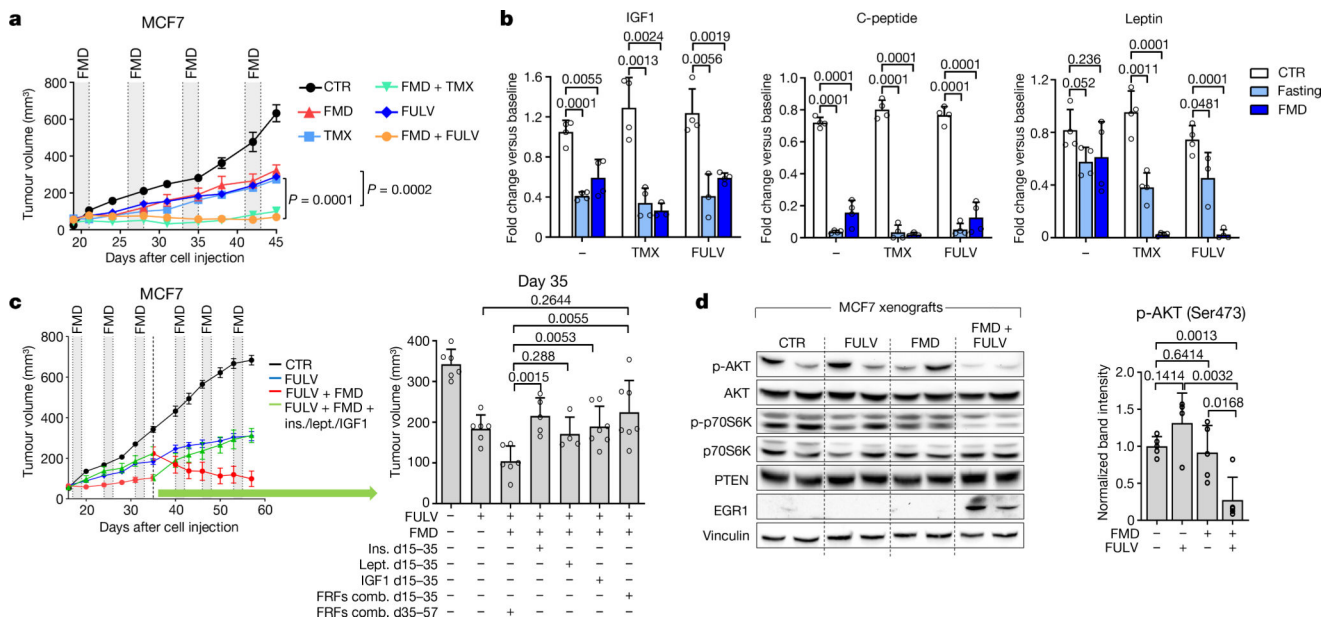 a
MCF7
FMD
FMD
FMD
FMD
800
600
400
200
0
20 25 30 35 40 45
Tumour volume (mm³)
Days after cell injection
CTR
FMD
TMX
FMD + TMX
FULV
FMD + FULV
P = 0.0001
P = 0.0002
b
IGF1
Fold change versus baseline
1.6
1.2
0.8
0.4
0
0.0055
0.0001
0.0024
0.0013
0.0019
0.0056
– TMX FULV
C-peptide
Fold change versus baseline
1.0
0.8
0.6
0.4
0.2
0
0.0001
0.0001
0.0001
0.0001
0.0001
0.0001
– TMX FULV
Leptin
Fold change versus baseline
1.2
0.8
0.4
0
0.236
0.052
0.0001
0.0011
0.0001
0.0481
– TMX FULV
CTR
Fasting
FMD
c
MCF7
FMD
FMD
FMD
FMD
FMD
FMD
800
600
400
200
0
20 30 40 50 60
Tumour volume (mm³)
Days after cell injection
CTR
FULV
FULV + FMD
FULV + FMD +
ins./lept./IGF1
Day 35
0.2644
0.0055
0.0053
0.288
0.0015
400
300
200
100
0
Tumour volume (mm³)
FULV – + + + + + +
FMD – – + + + + +
Ins. d15–35 – – – + – – –
Lept. d15–35 – – – – + – –
IGF1 d15–35 – – – – – + –
FRFs comb. d15–35 – – – – – – +
FRFs comb. d35–57 – – + – – – –
d
MCF7 xenografts
CTR FULV FMD FMD +
FULV
p-AKT
AKT
p-p70S6K
p70S6K
PTEN
EGR1
Vinculin
p-AKT (Ser473)
0.0013
0.6414
0.1414 0.0032
0.0168
2.0
1.5
1.0
0.5
0
Normalized band intensity
FMD – – + +
FULV – + – +